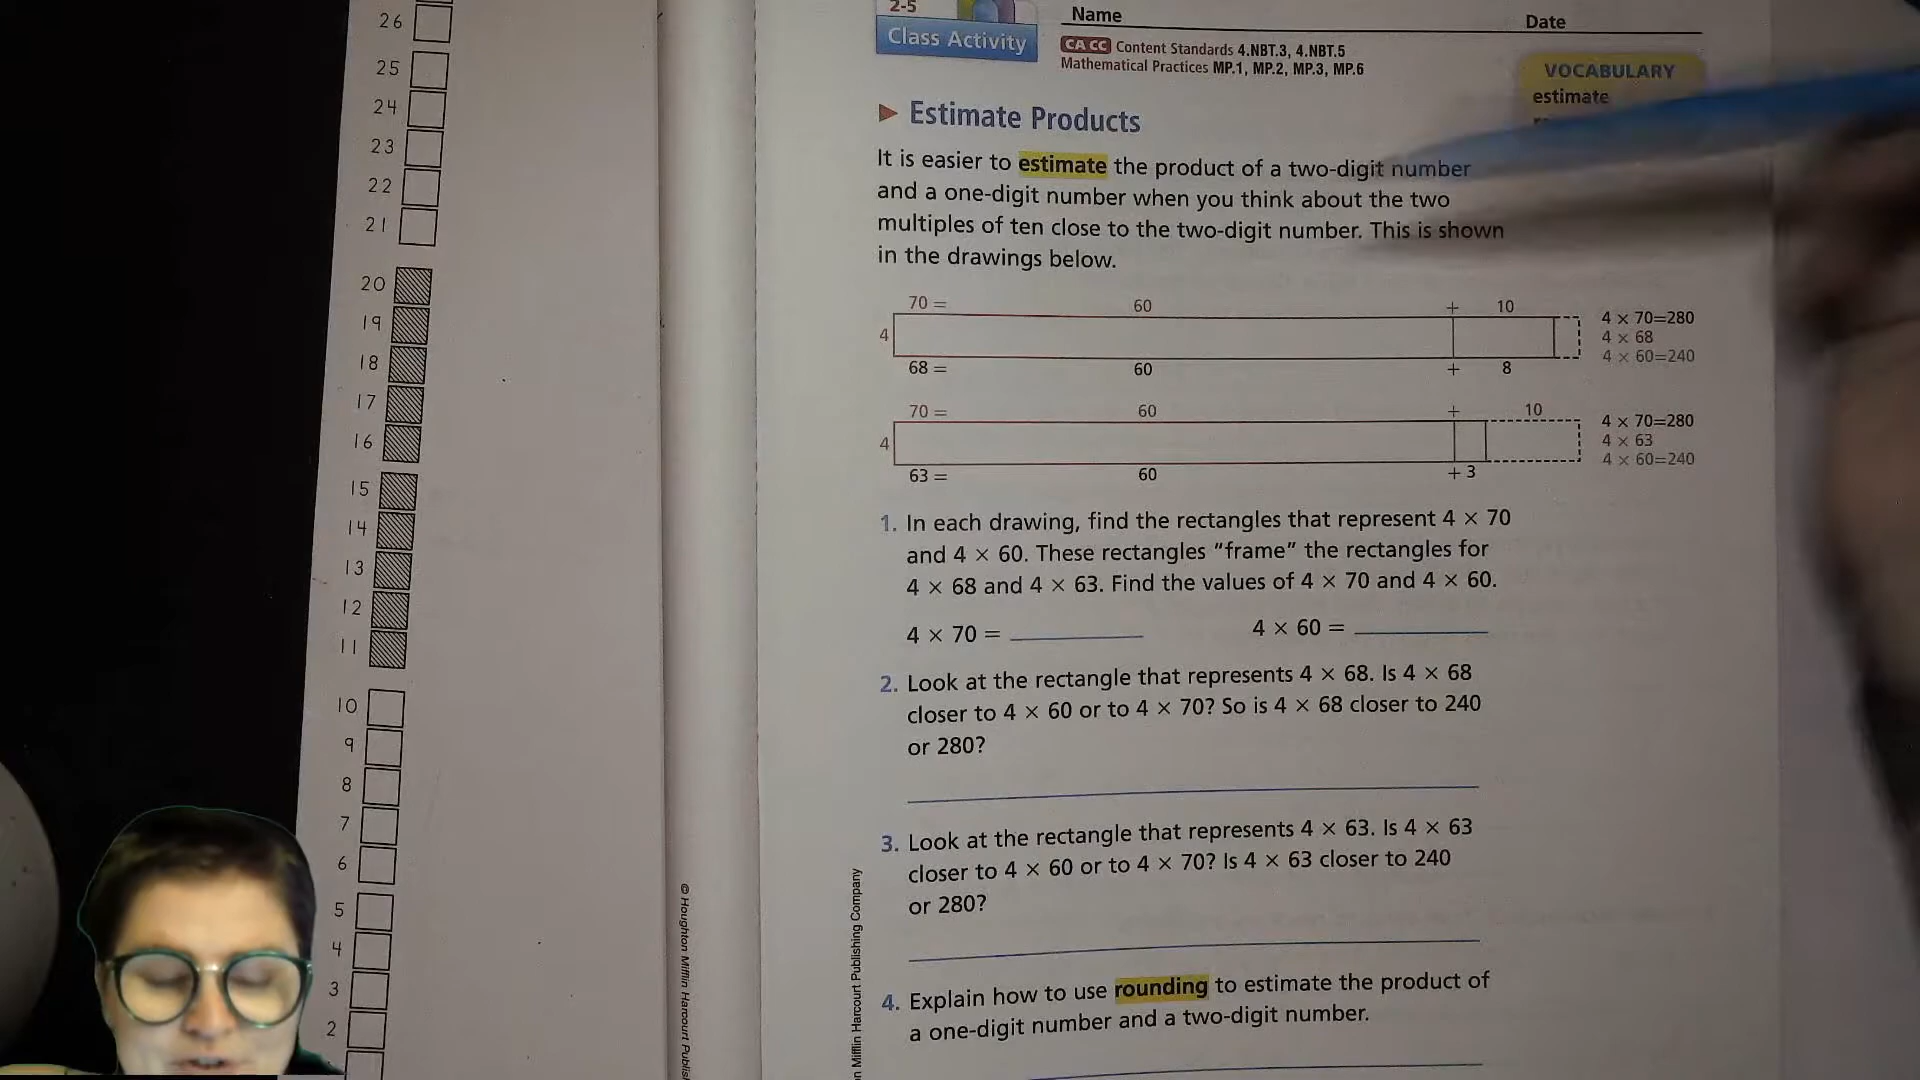 26
25
24
23
22
21
20
19
18
17
16
15
14
13
12
11
10
9
8
7
6
5
4
3
2
2-5
Class Activity
Name
Date
CA CC Content Standards 4.NBT.3, 4.NBT.5
Mathematical Practices MP.1, MP.2, MP.3, MP.6
VOCABULARY
estimate
Estimate Products
It is easier to estimate the product of a two-digit number
and a one-digit number when you think about the two
multiples of ten close to the two-digit number. This is shown
in the drawings below.
70 = 60 + 10
4
68 = 60 + 8
4 × 70=280
4 × 68
4 × 60=240
70 = 60 + 10
4
63 = 60 + 3
4 × 70=280
4 × 63
4 × 60=240
1. In each drawing, find the rectangles that represent 4 × 70
and 4 × 60. These rectangles “frame” the rectangles for
4 × 68 and 4 × 63. Find the values of 4 × 70 and 4 × 60.
4 × 70 = 4 × 60 =
2. Look at the rectangle that represents 4 × 68. Is 4 × 68
closer to 4 × 60 or to 4 × 70? So is 4 × 68 closer to 240
or 280?
3. Look at the rectangle that represents 4 × 63. Is 4 × 63
closer to 4 × 60 or to 4 × 70? Is 4 × 63 closer to 240
or 280?
4. Explain how to use rounding to estimate the product of
a one-digit number and a two-digit number.
© Houghton Mifflin Harcourt
Mifflin Harcourt Publishing Company